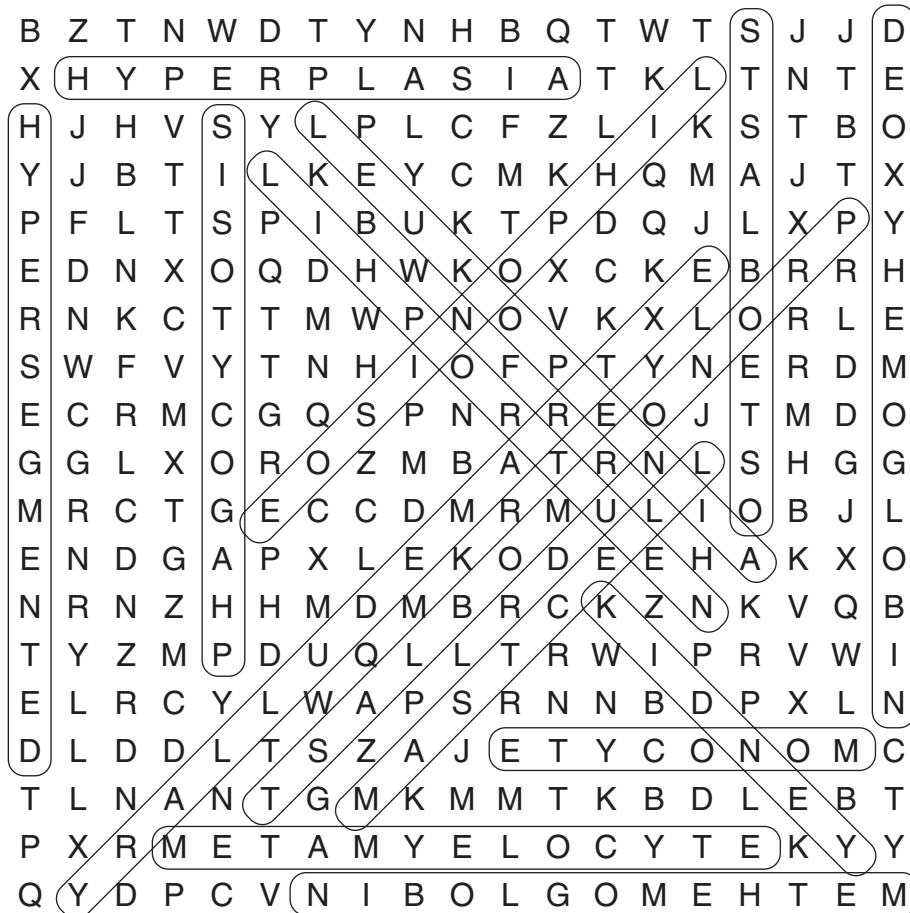 B Z T N W D T Y N H B Q T W T S J J D
X H Y P E R P L A S I A T K L T N T E
H J H V S Y L P L C F Z L I K S T B O
Y J B T I L K E Y C M K H Q M A J T X
P F L T S P I B U K T P D Q J L X P Y
E D N X O Q D H W K O X C K E B R R H
R N K C T T M W P N O V K X L O R L E
S W F V Y T N H I O F P T Y N E R D M
E C R M C G Q S P N R R E O J T M D O
G G L X O R O Z M B A T R N L S H G G
M R C T G E C C D M R M U L I O B J L
E N D G A P X L E K O D E E H A K X O
N R N Z H H M D M B R C K Z N K V Q B
T Y Z M P D U Q L L T R W I P R V W I
E L R C Y L W A P S R N N B D P X L N
D L D D L T S Z A J E T Y C O N O M C
T L N A N T G M K M M T K B D L E B T
P X R M E T A M Y E L O C Y T E K Y Y
Q Y D P C V N I B O L G O M E H T E M